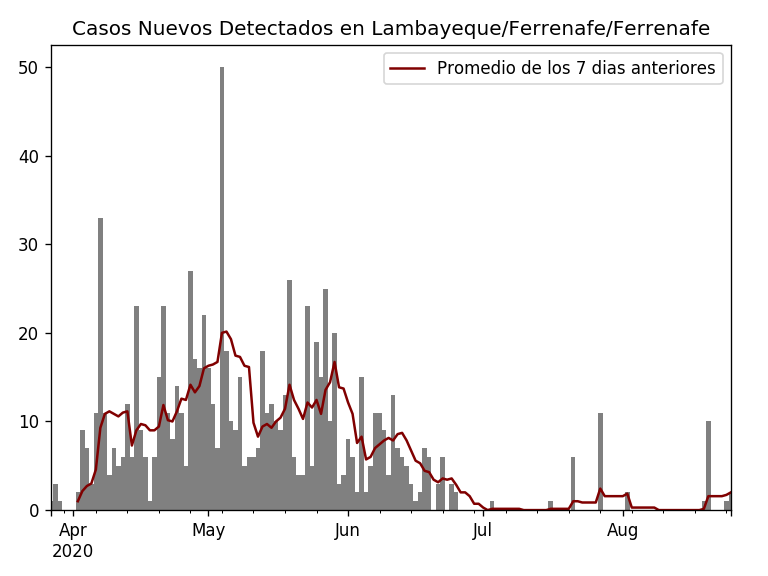 Casos Nuevos Detectados en Lambayeque/Ferrenafe/Ferrenafe
Promedio de los 7 dias anteriores
50
40
30
20
10
0
Apr May Jun Jul Aug
2020